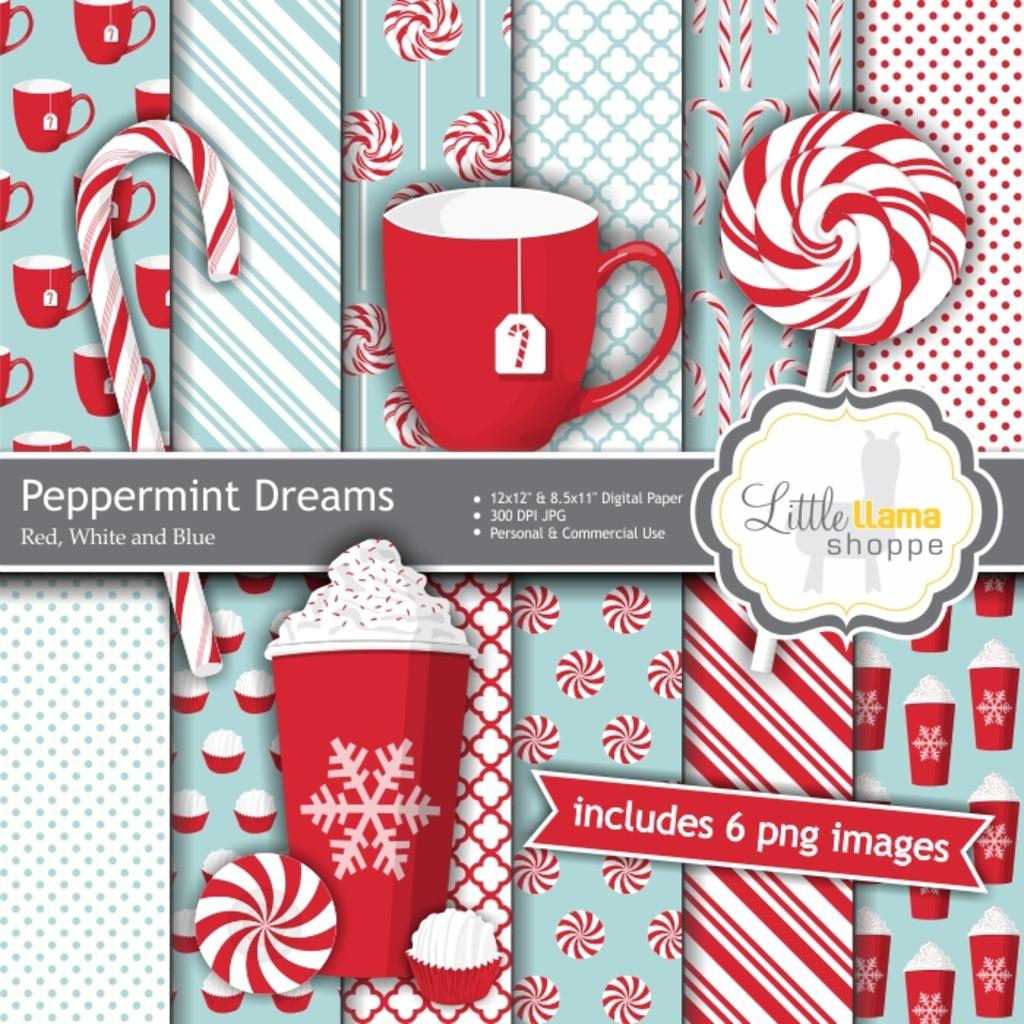 Peppermint Dreams
Red, White and Blue
• 12x12" & 8.5x11" Digital Paper
• 300 DPI JPG
• Personal & Commercial Use
Little llama
shoppe
includes 6 png images